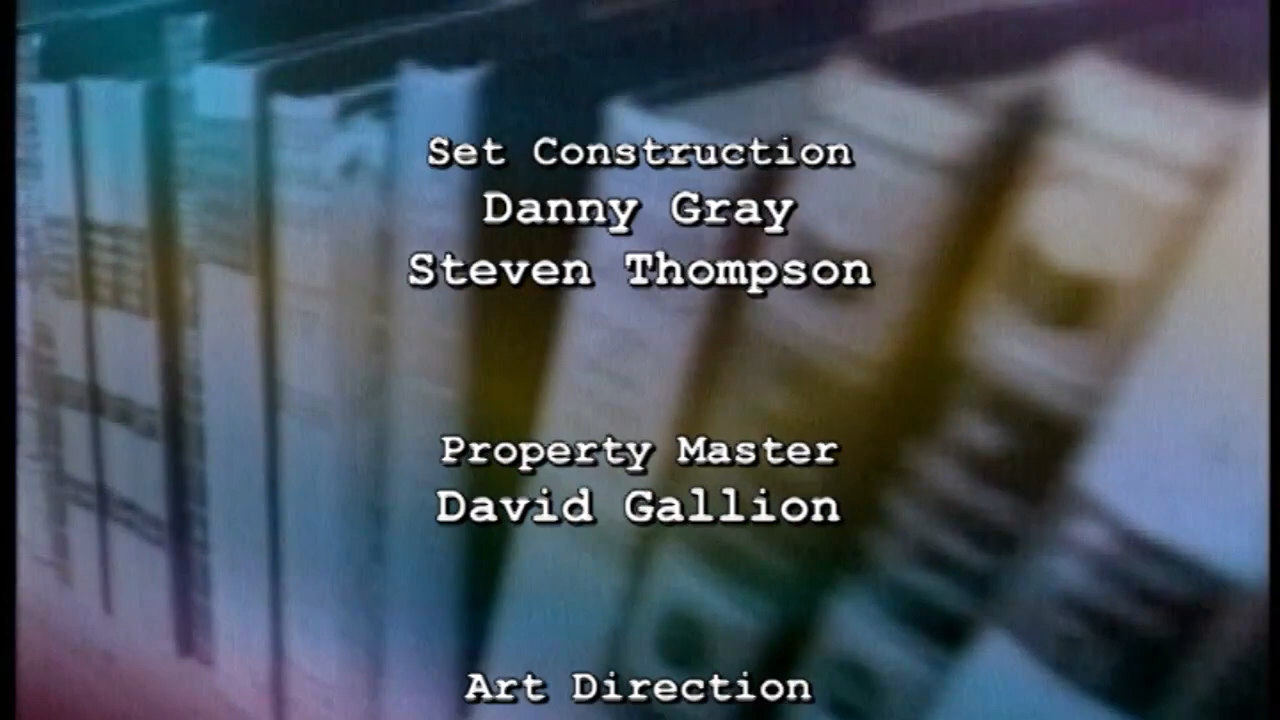 Set Construction
Danny Gray
Steven Thompson
Property Master
David Gallion
Art Direction